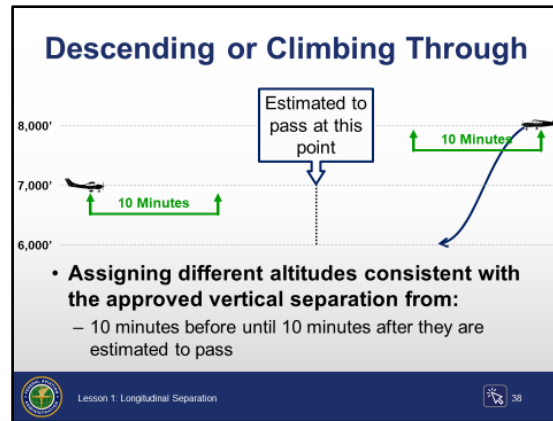 Descending or Climbing Through
Estimated to
pass at this
point
8,000'
10 Minutes
7,000'
10 Minutes
6,000'
• Assigning different altitudes consistent with
the approved vertical separation from:
– 10 minutes before until 10 minutes after they are
estimated to pass
Lesson 1: Longitudinal Separation
38